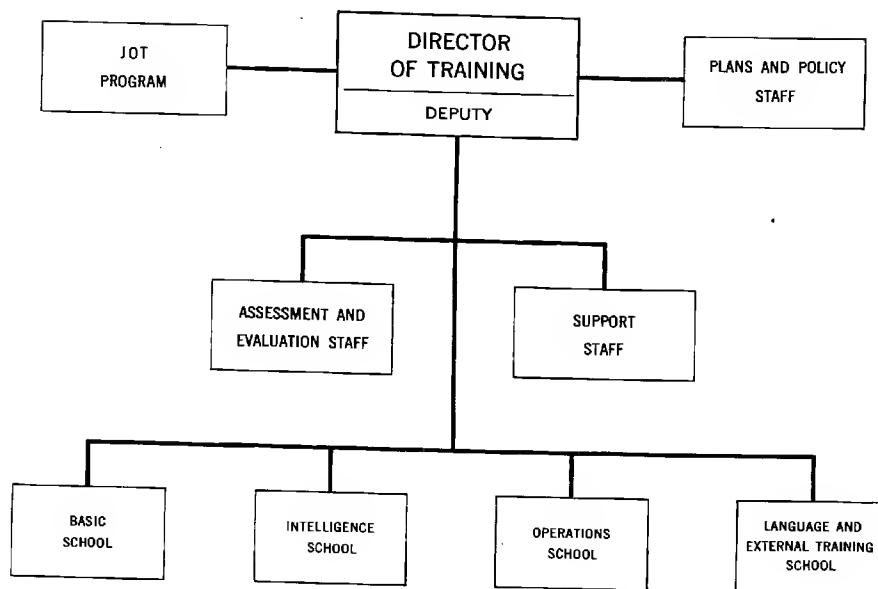 JOT
PROGRAM
DIRECTOR
OF TRAINING
DEPUTY
PLANS AND POLICY
STAFF
ASSESSMENT AND
EVALUATION STAFF
SUPPORT
STAFF
BASIC
SCHOOL
INTELLIGENCE
SCHOOL
OPERATIONS
SCHOOL
LANGUAGE AND
EXTERNAL TRAINING
SCHOOL